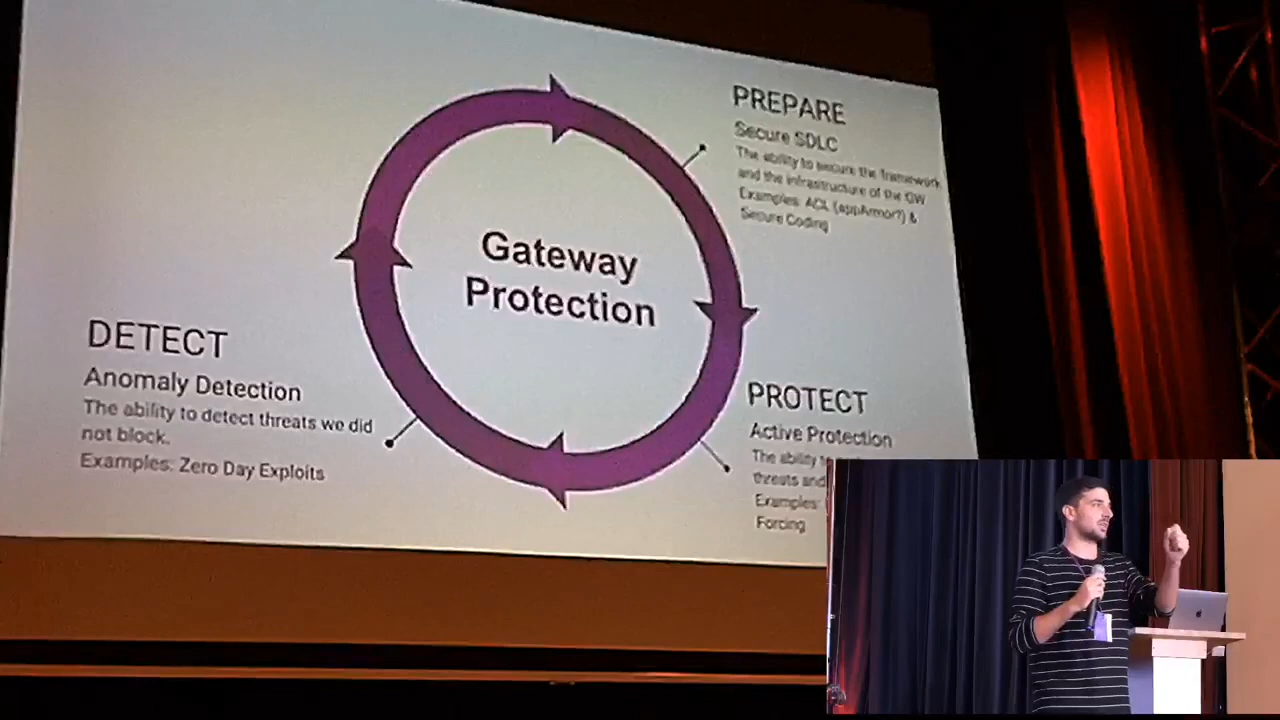 PREPARE
Secure SDLC
The ability to secure the framework
and the infrastructure of the GW
Examples: ACL (appArmor?) &
Secure Coding
Gateway
Protection
DETECT
Anomaly Detection
The ability to detect threats we did
not block.
Examples: Zero Day Exploits
PROTECT
Active Protection
The ability
threats and
Examples:
Forcing